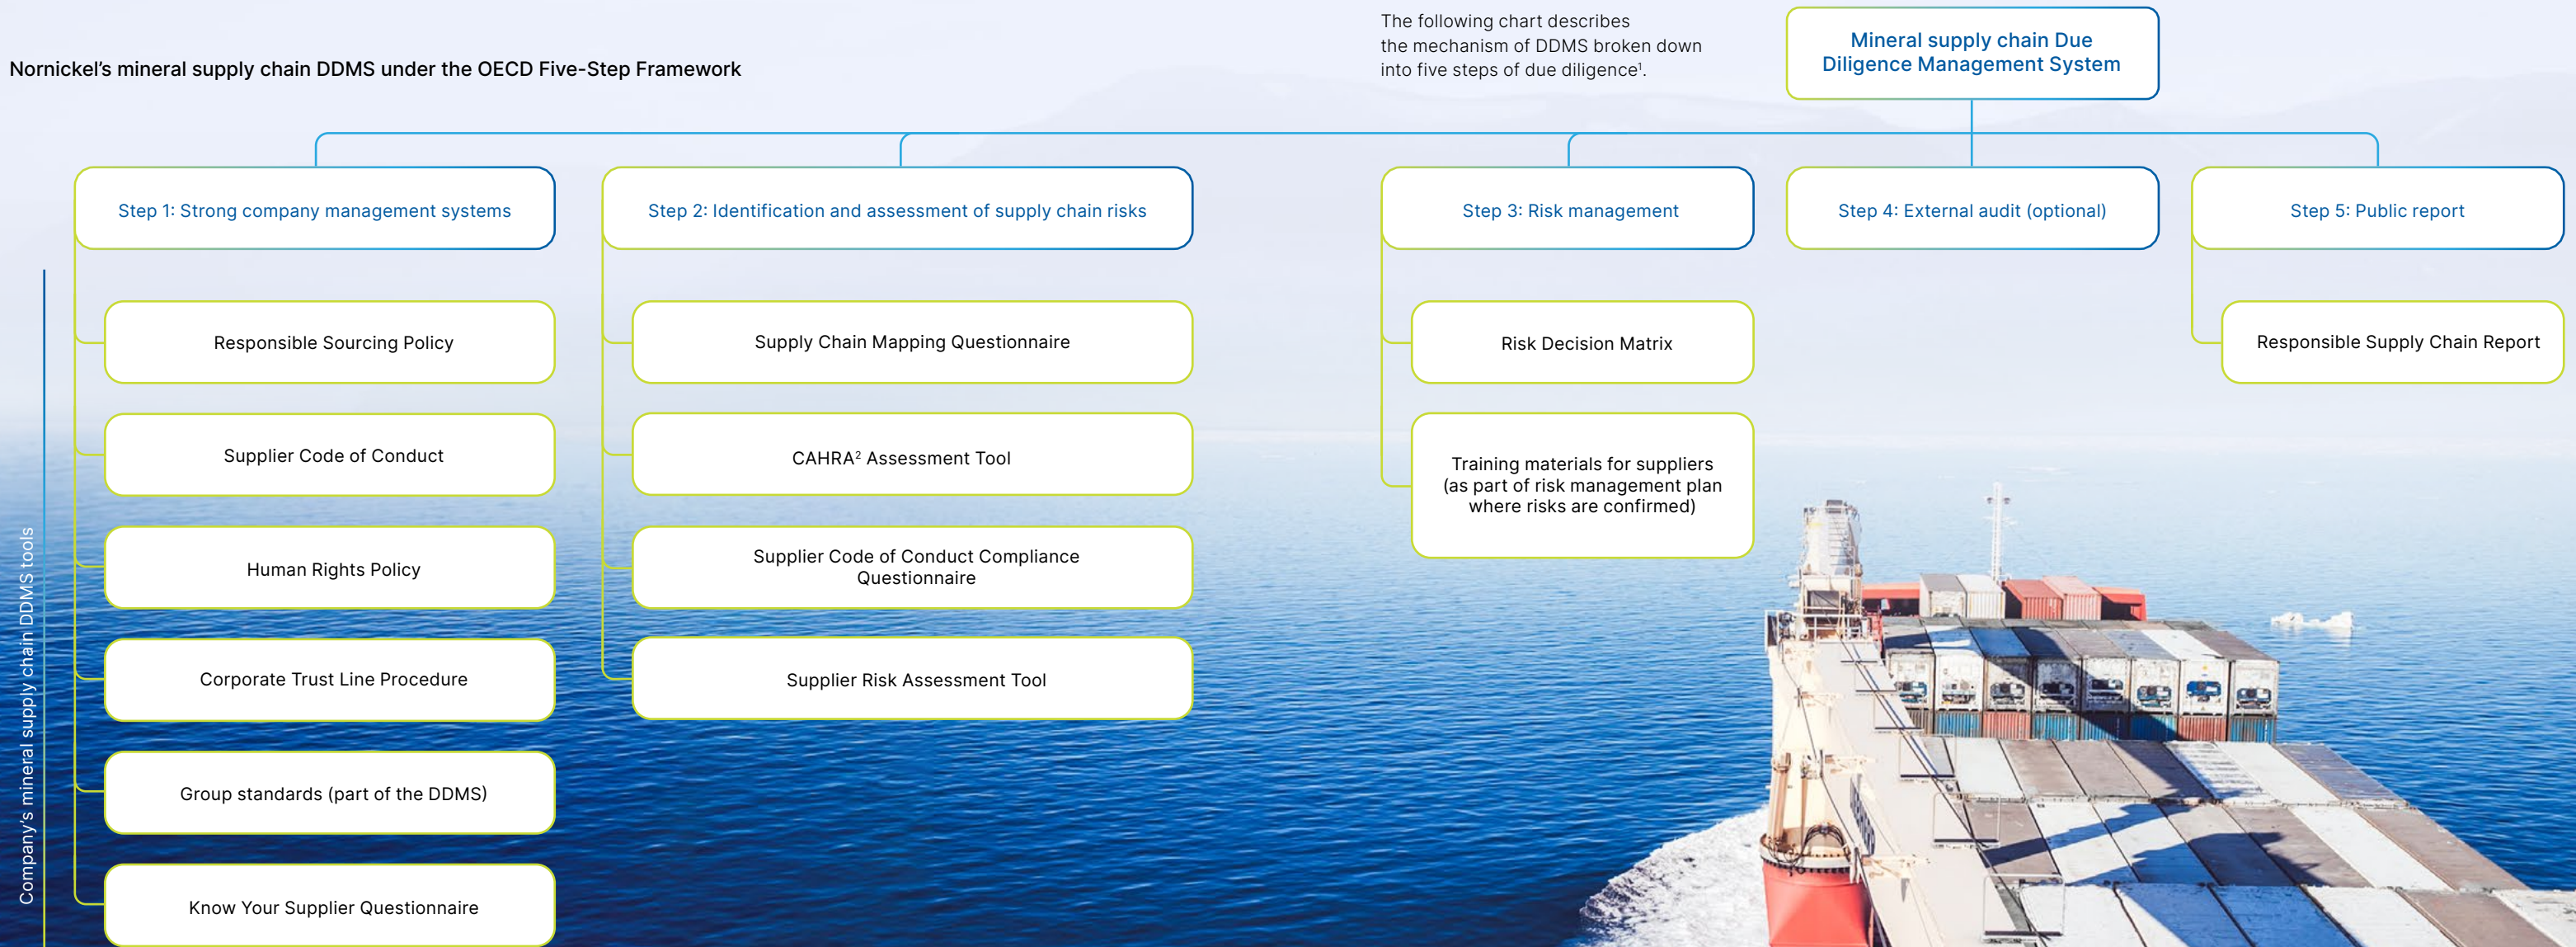 Nornickel’s mineral supply chain DDMS under the OECD Five-Step Framework
The following chart describes
the mechanism of DDMS broken down
into five steps of due diligence¹.
Mineral supply chain Due
Diligence Management System
Step 1: Strong company management systems
Step 2: Identification and assessment of supply chain risks
Step 3: Risk management
Step 4: External audit (optional)
Step 5: Public report
Company’s mineral supply chain DDMS tools
Responsible Sourcing Policy
Supplier Code of Conduct
Human Rights Policy
Corporate Trust Line Procedure
Group standards (part of the DDMS)
Know Your Supplier Questionnaire
Supply Chain Mapping Questionnaire
CAHRA² Assessment Tool
Supplier Code of Conduct Compliance
Questionnaire
Supplier Risk Assessment Tool
Risk Decision Matrix
Training materials for suppliers
(as part of risk management plan
where risks are confirmed)
Responsible Supply Chain Report